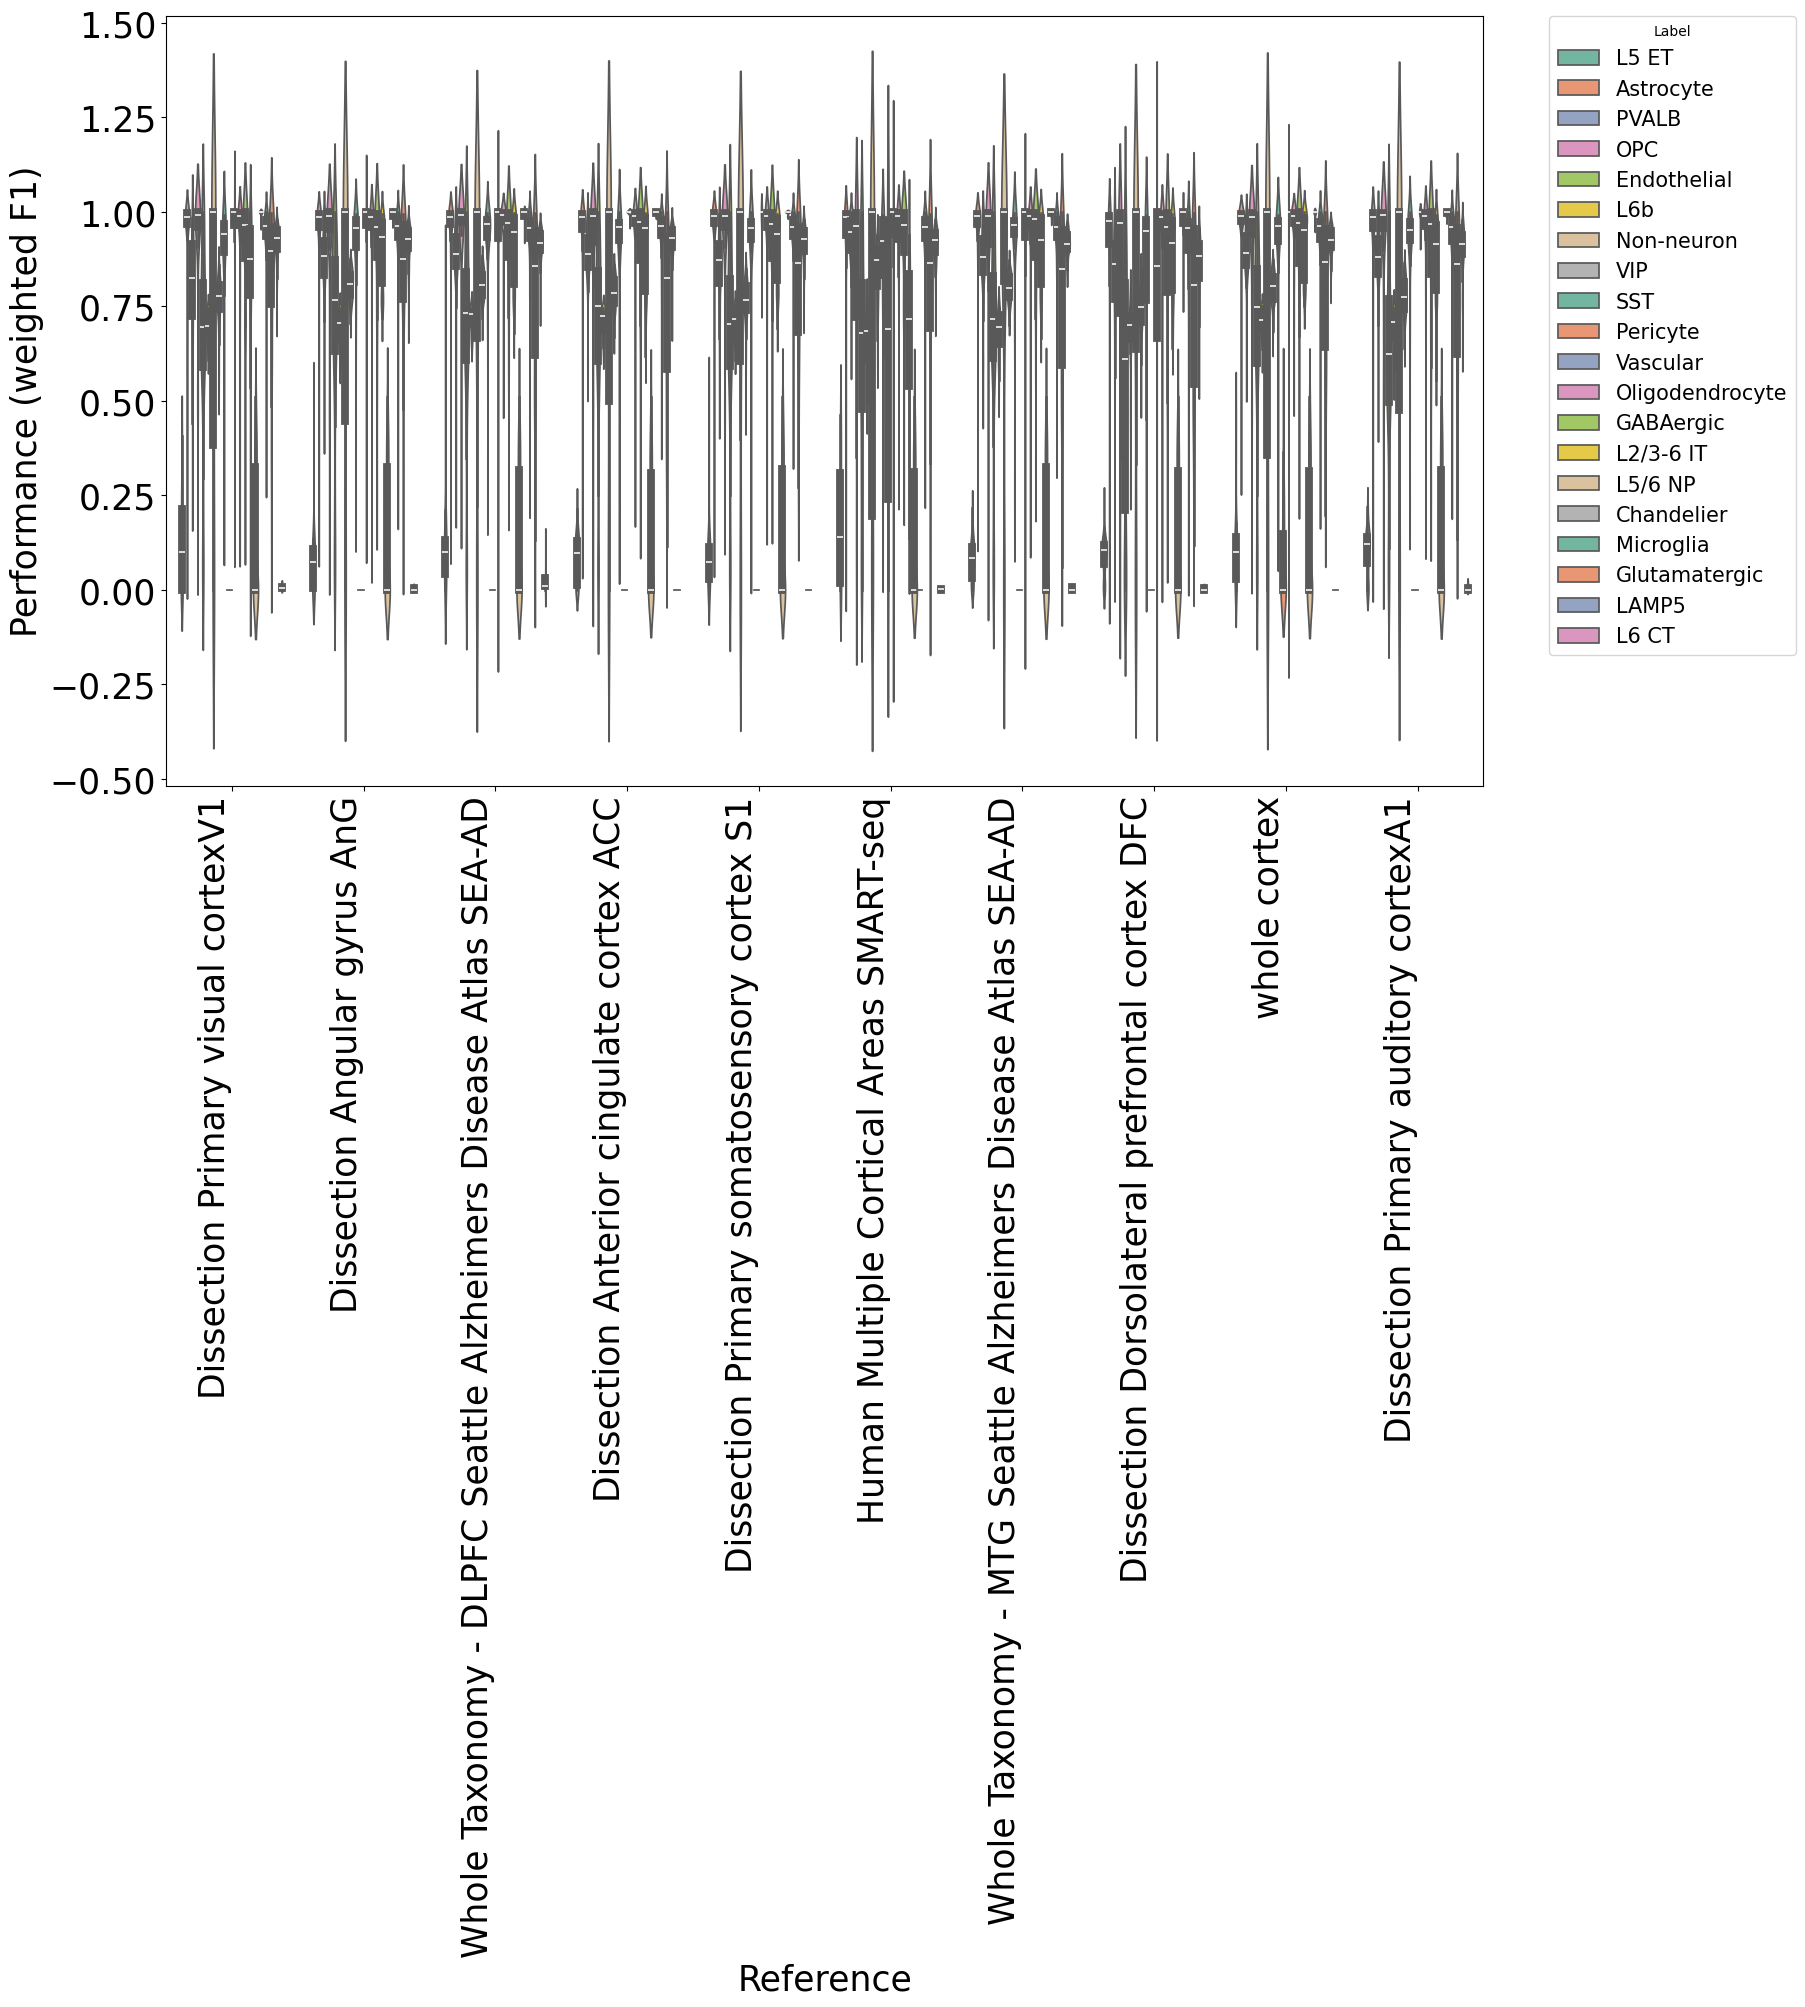 1.50
1.25
1.00
0.75
0.50
0.25
0.00
−0.25
−0.50
Performance (weighted F1)
Dissection Primary visual cortexV1
Dissection Angular gyrus AnG
Whole Taxonomy - DLPFC Seattle Alzheimers Disease Atlas SEA-AD
Dissection Anterior cingulate cortex ACC
Dissection Primary somatosensory cortex S1
Human Multiple Cortical Areas SMART-seq
Whole Taxonomy - MTG Seattle Alzheimers Disease Atlas SEA-AD
Dissection Dorsolateral prefrontal cortex DFC
whole cortex
Dissection Primary auditory cortexA1
Reference
Label
L5 ET
Astrocyte
PVALB
OPC
Endothelial
L6b
Non-neuron
VIP
SST
Pericyte
Vascular
Oligodendrocyte
GABAergic
L2/3-6 IT
L5/6 NP
Chandelier
Microglia
Glutamatergic
LAMP5
L6 CT